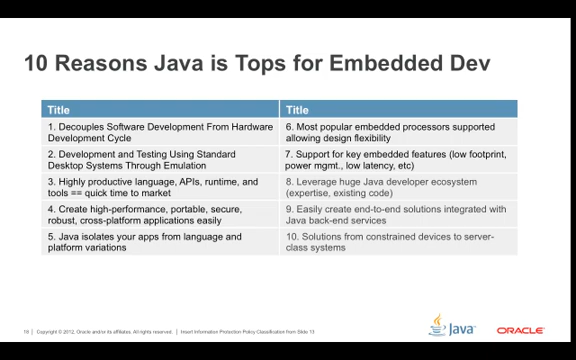 10 Reasons Java is Tops for Embedded Dev
Title
1. Decouples Software Development From Hardware
Development Cycle
2. Development and Testing Using Standard
Desktop Systems Through Emulation
3. Highly productive language, APIs, runtime, and
tools == quick time to market
4. Create high-performance, portable, secure,
robust, cross-platform applications easily
5. Java isolates your apps from language and
platform variations
Title
6. Most popular embedded processors supported
allowing design flexibility
7. Support for key embedded features (low footprint,
power mgmt., low latency, etc)
8. Leverage huge Java developer ecosystem
(expertise, existing code)
9. Easily create end-to-end solutions integrated with
Java back-end services
10. Solutions from constrained devices to server-
class systems
Copyright © 2012, Oracle and/or its affiliates. All rights reserved. | Insert Information Protection Policy Classification from Slide 13
Java
ORACLE